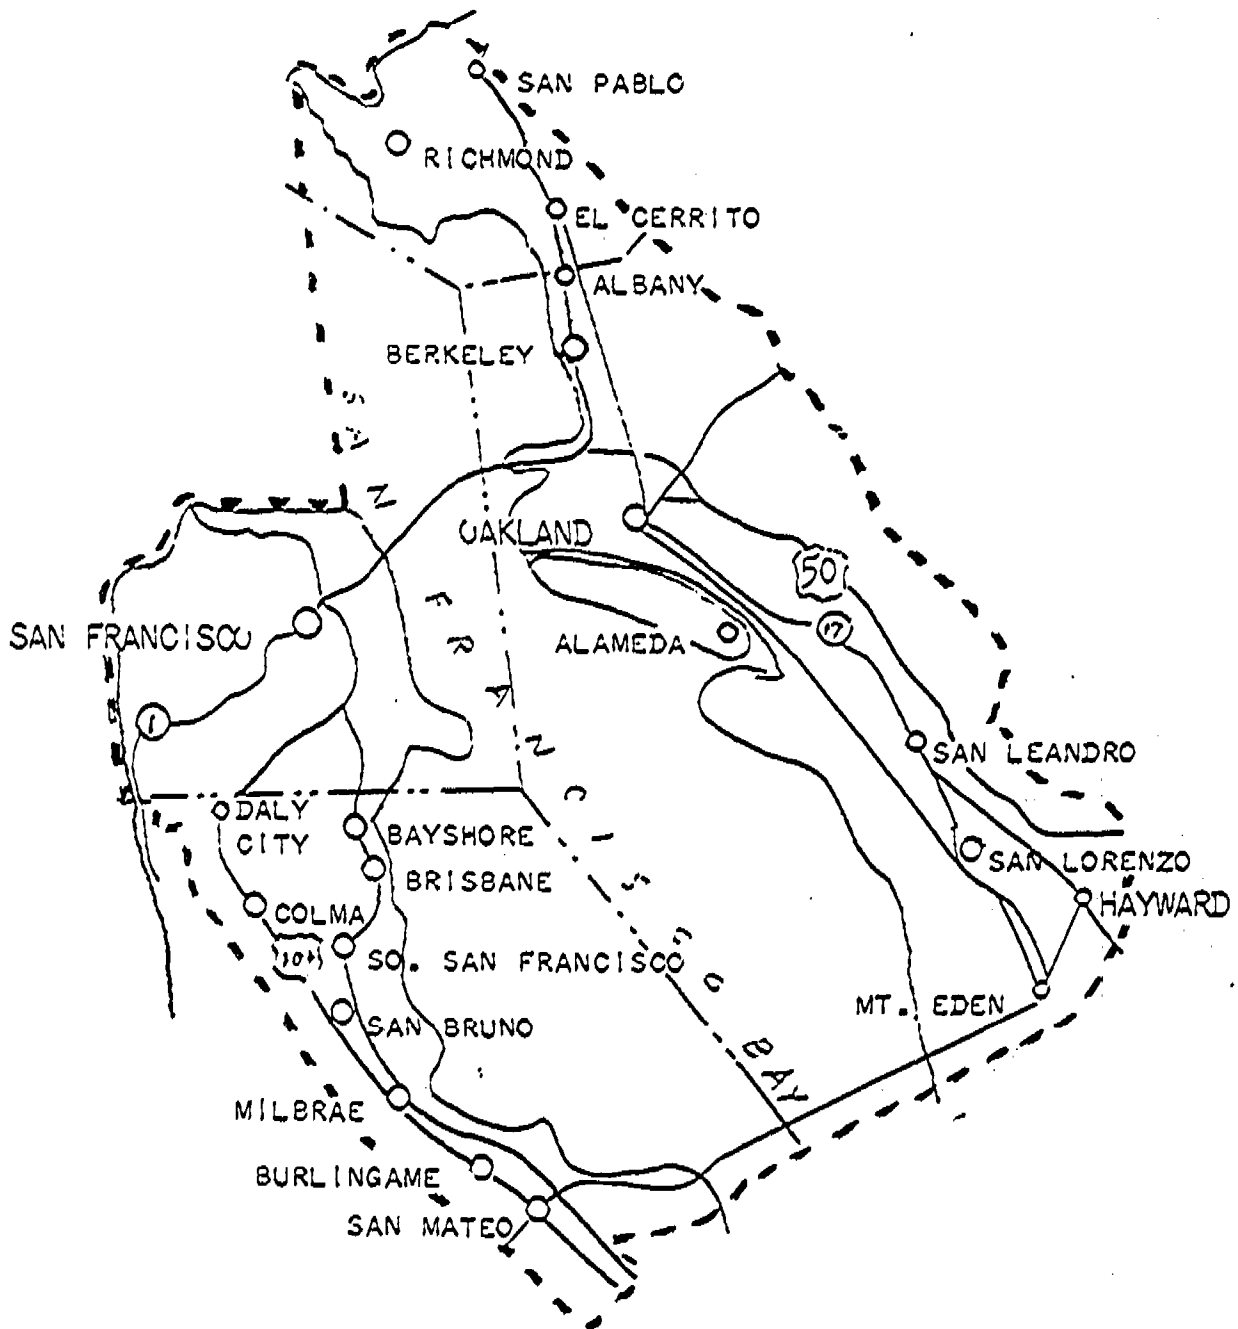 SAN PABLO
RICHMOND
EL CERRITO
ALBANY
BERKELEY
SAN FRANCISCO BAY
OAKLAND
50
SAN FRANCISCO
ALAMEDA
17
1
SAN LEANDRO
DALY
CITY
BAYSHORE
SAN LORENZO
BRISBANE
HAYWARD
COLMA
101
SO. SAN FRANCISCO
MT. EDEN
SAN BRUNO
MILBRAE
BURLINGAME
SAN MATEO